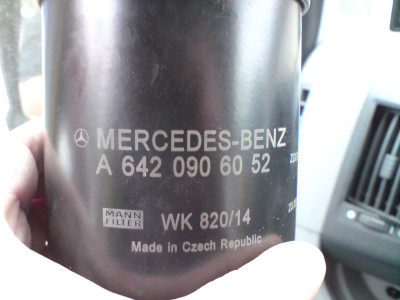 MERCEDES-BENZ
A 642 090 60 52
MANN
FILTER
WK 820/14
Made in Czech Republic